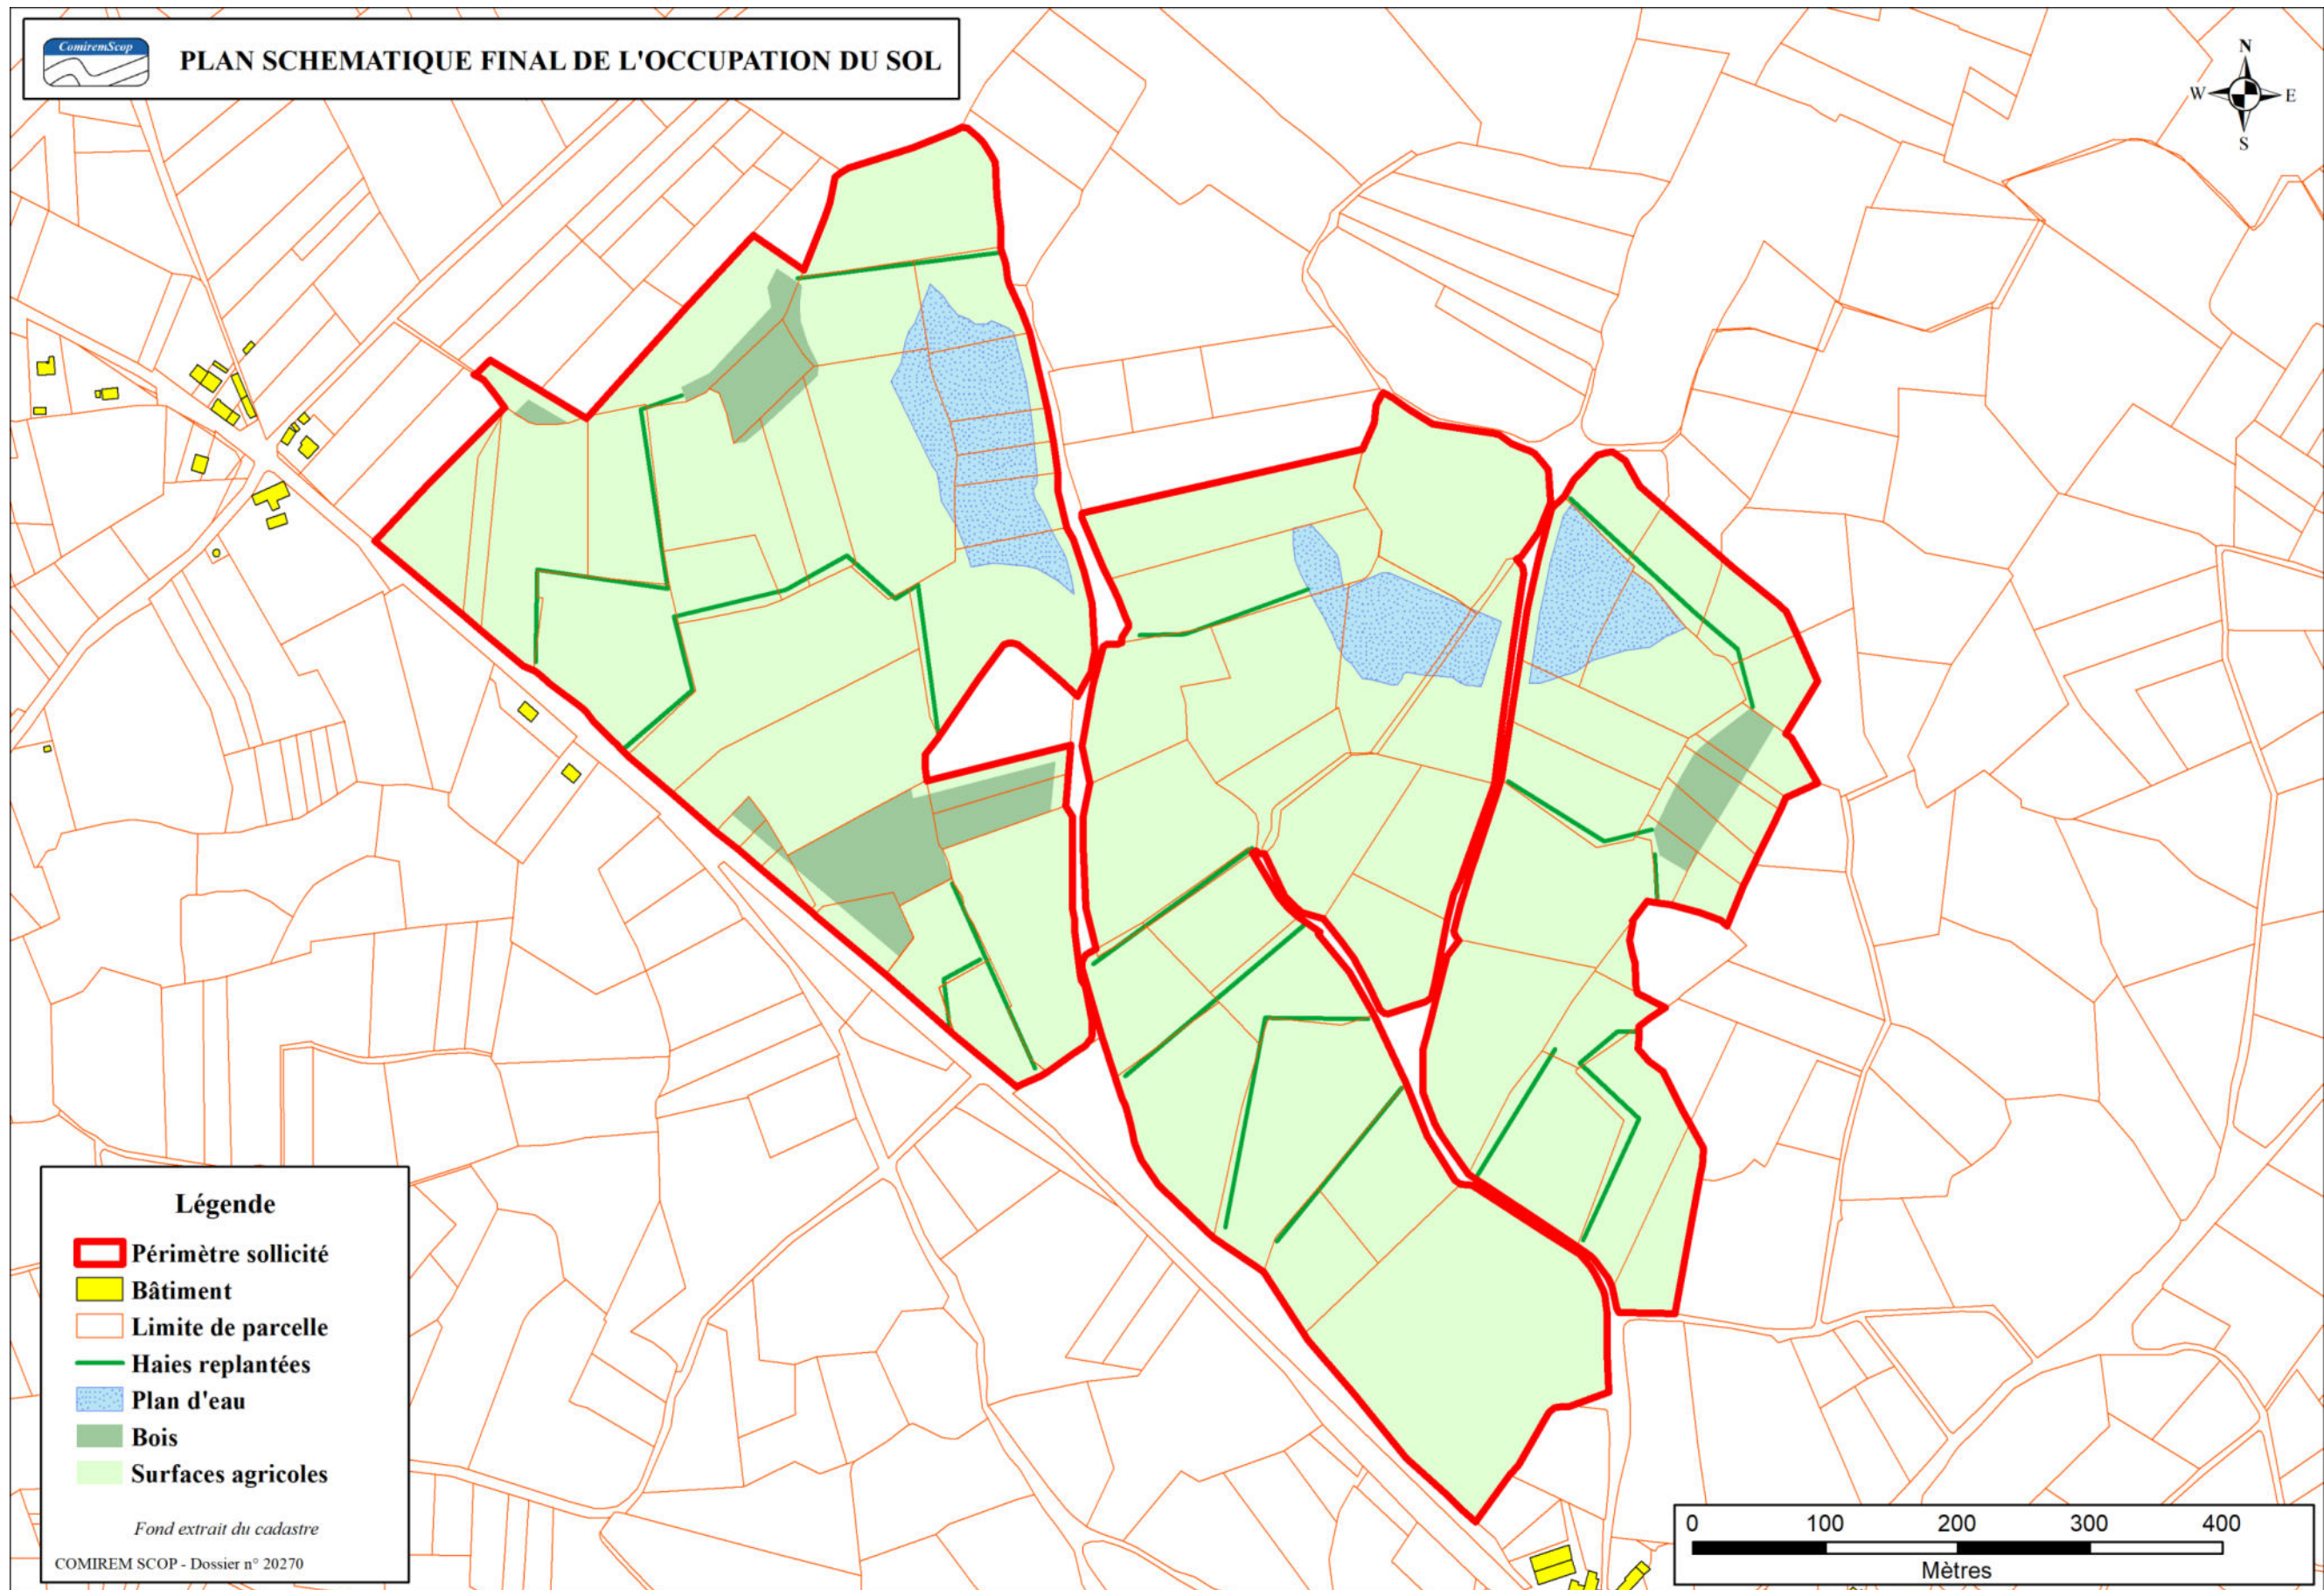 ComiremScop
PLAN SCHEMATIQUE FINAL DE L'OCCUPATION DU SOL
N
W E
S
Légende
Périmètre sollicité
Bâtiment
Limite de parcelle
Haies replantées
Plan d'eau
Bois
Surfaces agricoles
Fond extrait du cadastre
COMIREM SCOP - Dossier n° 20270
0 100 200 300 400
Mètres